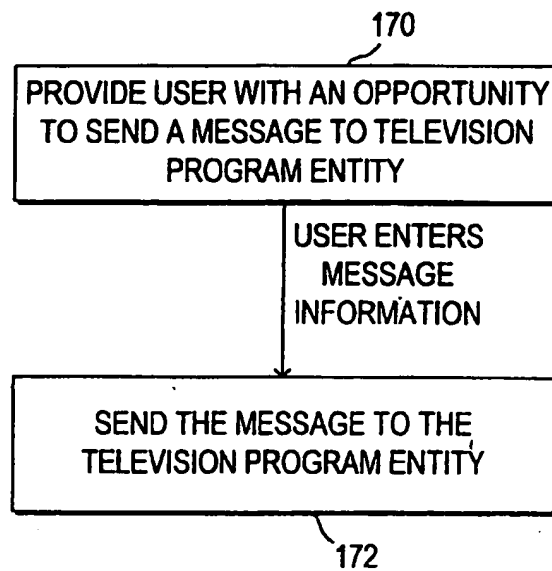 170
PROVIDE USER WITH AN OPPORTUNITY
TO SEND A MESSAGE TO TELEVISION
PROGRAM ENTITY
USER ENTERS
MESSAGE
INFORMATION
SEND THE MESSAGE TO THE
TELEVISION PROGRAM ENTITY
172